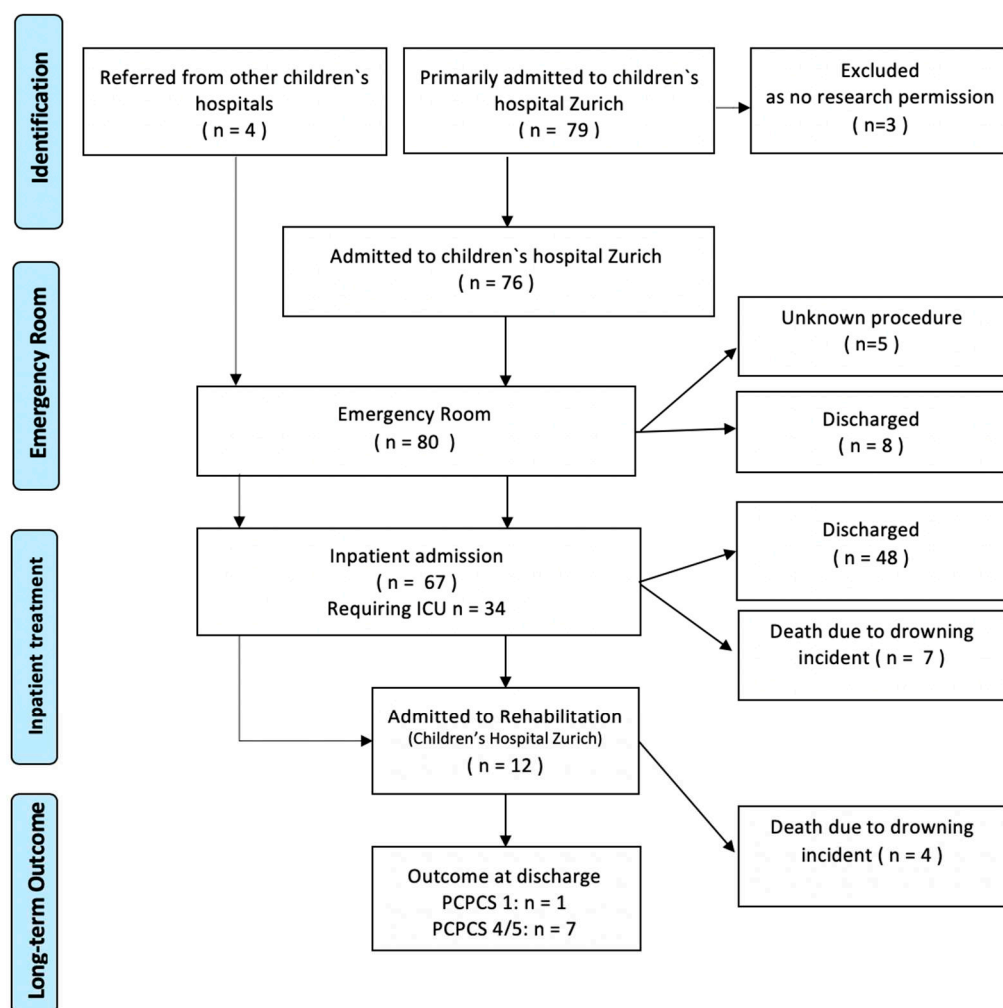 Identification
Referred from other children`s
hospitals
( n = 4 )
Primarily admitted to children`s
hospital Zurich
( n =  79 )
Excluded
as no research permission
(n=3 )
Admitted to children`s hospital Zurich
( n = 76 )
Emergency Room
Unknown procedure
( n=5 )
Emergency Room
( n = 80   )
Discharged
( n = 8 )
Inpatient treatment
Inpatient admission
( n =  67 )
Requiring ICU n = 34
Discharged
( n = 48 )
Death due to drowning
incident ( n =  7 )
Admitted to Rehabilitation
(Children’s Hospital Zurich)
( n = 12 )
Long-term Outcome
Death due to drowning
incident ( n = 4 )
Outcome at discharge
PCPCS 1: n = 1
PCPCS 4/5: n = 7